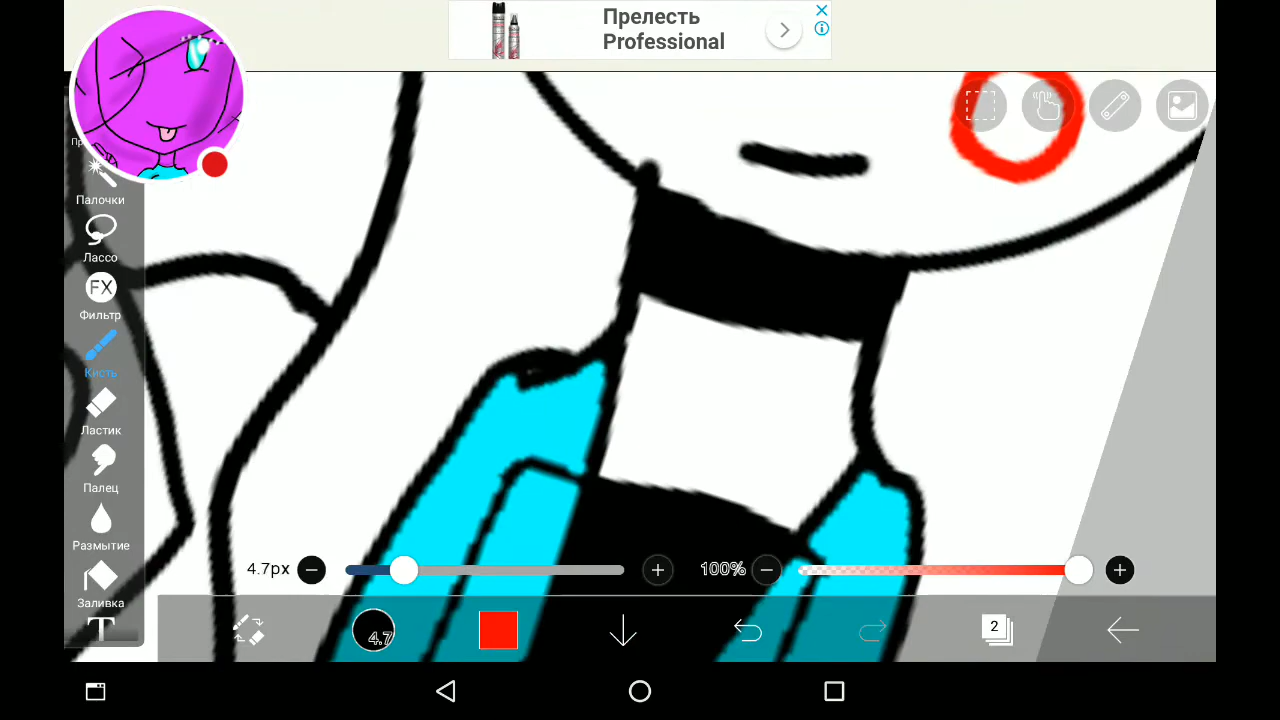 Прелесть
Professional
Палочки
Лассо
FX
Фильтр
Кисть
Ластик
Палец
Размытие
Заливка
T
4.7px
100%
4.7
2